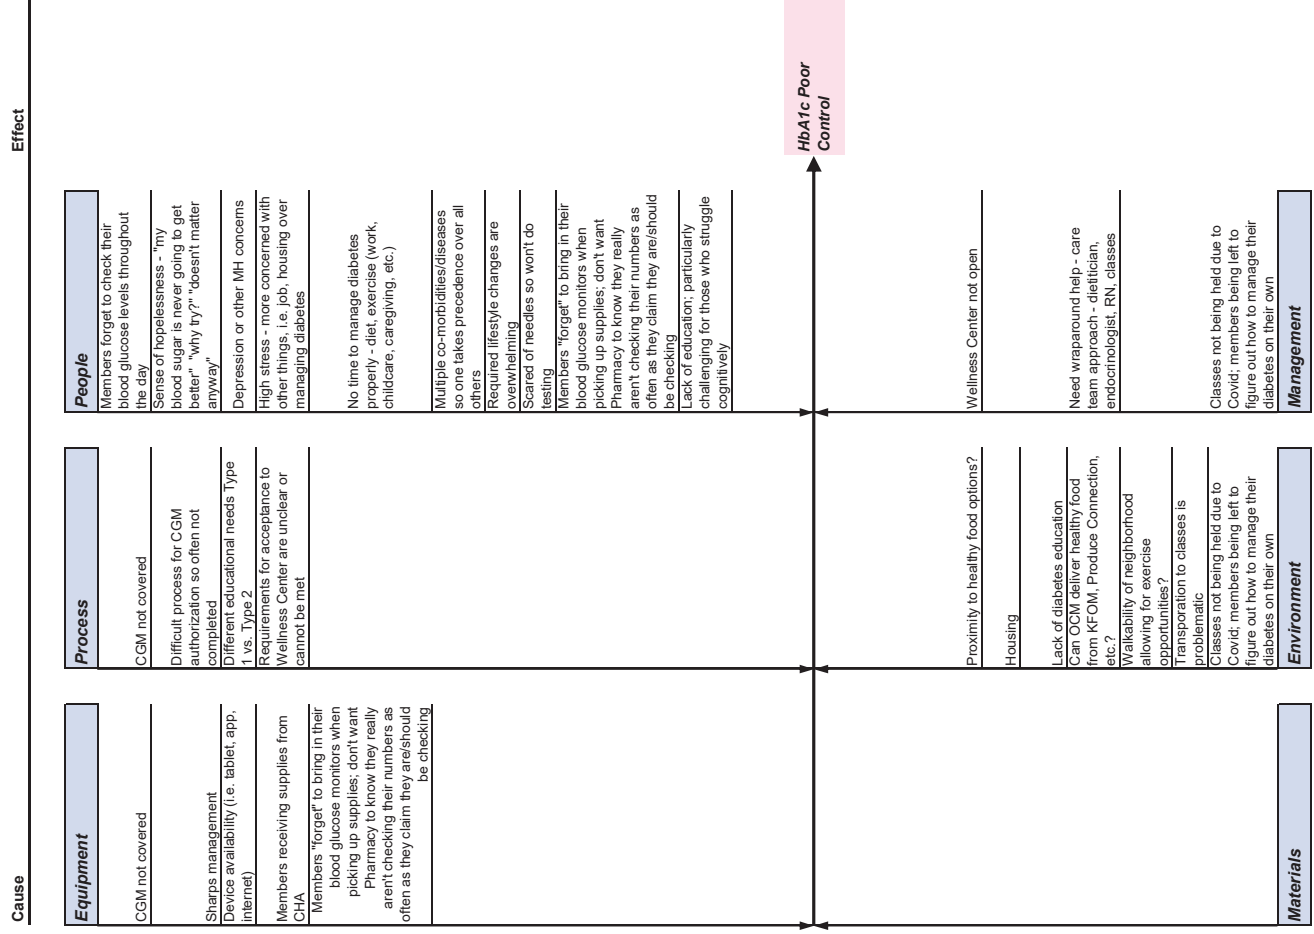 Cause
Effect
Equipment
CGM not covered
Sharps management
Device availability (i.e. tablet, app,
internet)
Members receiving supplies from
CHA
Members "forget" to bring in their
blood glucose monitors when
picking up supplies; don't want
Pharmacy to know they really
aren't checking their numbers as
often as they claim they are/should
be checking
Process
CGM not covered
Difficult process for CGM
authorization so often not
completed
Different educational needs Type
1 vs. Type 2
Requirements for acceptance to
Wellness Center are unclear or
cannot be met
People
Members forget to check their
blood glucose levels throughout
the day
Sense of hopelessness - "my
blood sugar is never going to get
better" "why try?" "doesn't matter
anyway"
Depression or other MH concerns
High stress - more concerned with
other things, i.e. job, housing over
managing diabetes
No time to manage diabetes
properly - diet, exercise (work,
childcare, caregiving, etc.)
Multiple co-morbidities/diseases
so one takes precedence over all
others
Required lifestyle changes are
overwhelming
Scared of needles so won't do
testing
Members "forget" to bring in their
blood glucose monitors when
picking up supplies; don't want
Pharmacy to know they really
aren't checking their numbers as
often as they claim they are/should
be checking
Lack of education; particularly
challenging for those who struggle
cognitively
HbA1c Poor
Control
Proximity to healthy food options?
Housing
Lack of diabetes education
Can OCM deliver healthy food
from KFOM, Produce Connection,
etc.?
Walkability of neighborhood
allowing for exercise
opportunities?
Transporation to classes is
problematic
Classes not being held due to
Covid; members being left to
figure out how to manage their
diabetes on their own
Wellness Center not open
Need wraparound help - care
team approach - dietitician,
endocrinologist, RN, classes
Classes not being held due to
Covid; members being left to
figure out how to manage their
diabetes on their own
Materials
Environment
Management